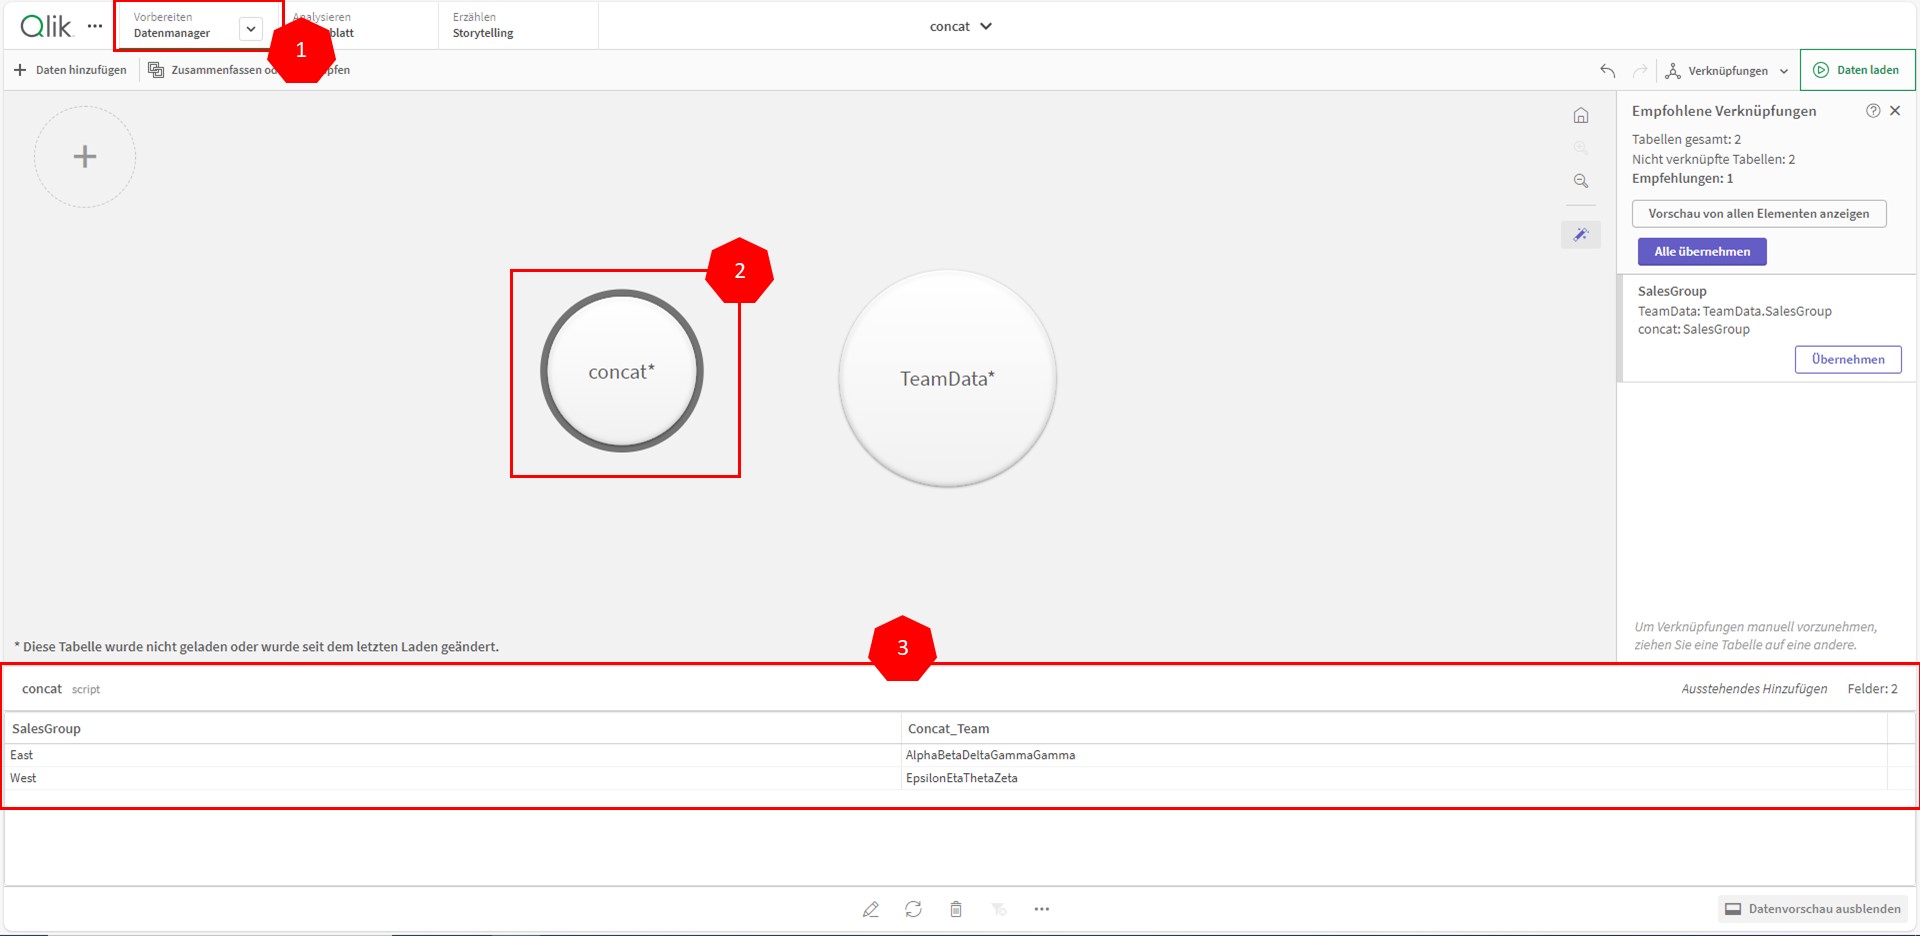 Qlik
Vorbereiten
Datenmanager
Analysieren
blatt
Erzählen
Storytelling
concat
1
Daten hinzufügen
Zusammenfassen od
pfen
Verknüpfungen
Daten laden
Empfohlene Verknüpfungen
Tabellen gesamt: 2
Nicht verknüpfte Tabellen: 2
Empfehlungen: 1
Vorschau von allen Elementen anzeigen
Alle übernehmen
SalesGroup
TeamData: TeamData.SalesGroup
concat: SalesGroup
Übernehmen
2
concat*
TeamData*
Um Verknüpfungen manuell vorzunehmen,
ziehen Sie eine Tabelle auf eine andere.
* Diese Tabelle wurde nicht geladen oder wurde seit dem letzten Laden geändert.
3
concat script
Ausstehendes Hinzufügen Felder: 2
SalesGroup Concat_Team
East AlphaBetaDeltaGammaGamma
West EpsilonEtaThetaZeta
Datenvorschau ausblenden